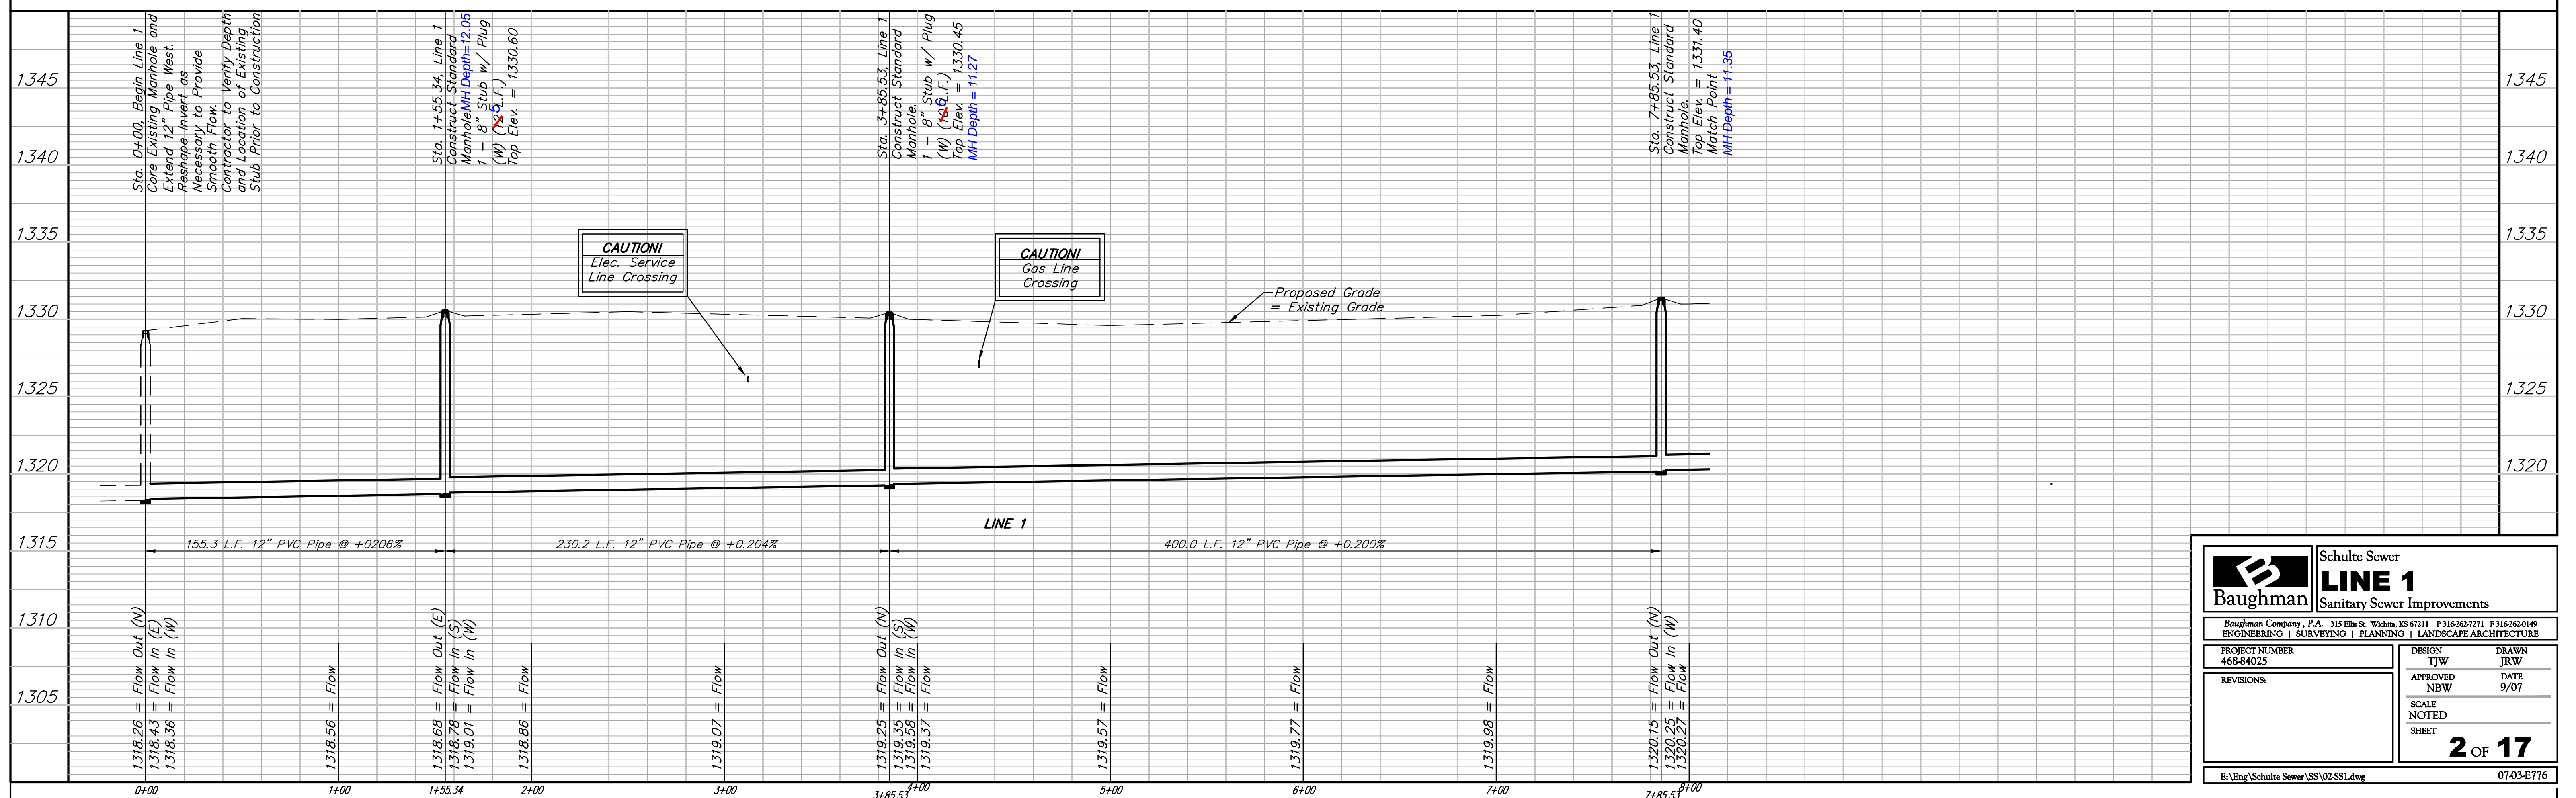 Sta. 0+00, Begin Line 1
Core Existing Manhole and
Extend 12" Pipe West.
Reshape Invert as
Necessary to Provide
Smooth Flow.
Contractor to Verify Depth
and Location of Existing
Stub Prior to Construction
Sta. 1+55.34, Line 1
Construct Standard
Manhole.MH Depth=12.05
1 - 8" Stub w/ Plug
L.F.)
Top Elev. = 1330.60
Sta. 3+85.53, Line 1
Construct Standard
Manhole.
1 - 8" Stub w/ Plug
L.F.)
Top Elev. = 1330.45
MH Depth = 11.27
Sta. 7+85.53, Line 1
Construct Standard
Manhole.
Top Elev. = 1331.40
Match Point
MH Depth = 11.35
1345
1340
1335
1330
1325
1320
1315
1310
1305
1345
1340
1335
1330
1325
1320
CAUTION!
Elec. Service
Line Crossing
CAUTION!
Gas Line
Crossing
Proposed Grade
= Existing Grade
LINE 1
155.3 L.F. 12" PVC Pipe @ +0206%
230.2 L.F. 12" PVC Pipe @ +0.204%
400.0 L.F. 12" PVC Pipe @ +0.200%
1318.26 = Flow Out (N)
1318.43 = Flow In (E)
1318.36 = Flow In (W)
1318.56 = Flow
1318.68 = Flow Out (E)
1318.78 = Flow In (S)
1319.01 = Flow In (W)
1318.86 = Flow
1319.07 = Flow
1319.25 = Flow Out (N)
1319.35 = Flow In (S)
1319.58 = Flow In (W)
1319.37 = Flow
1319.57 = Flow
1319.77 = Flow
1319.98 = Flow
1320.15 = Flow Out (N)
1320.25 = Flow In (W)
1320.27 = Flow
0+00
1+00
1+55.34
2+00
3+00
3+85.53
4+00
5+00
6+00
7+00
7+85.53
8+00
Baughman
Schulte Sewer
LINE 1
Sanitary Sewer Improvements
Baughman Company, P.A. 315 Ellis St. Wichita, KS 67211 P 316-262-7271 F 316-262-0149
ENGINEERING | SURVEYING | PLANNING | LANDSCAPE ARCHITECTURE
PROJECT NUMBER
468-84025
REVISIONS:
DESIGN
TJW
DRAWN
JRW
APPROVED
NBW
DATE
9/07
SCALE
NOTED
SHEET
2 OF 17
E:\Eng\Schulte Sewer\SS\02-SS1.dwg
07-03-E776